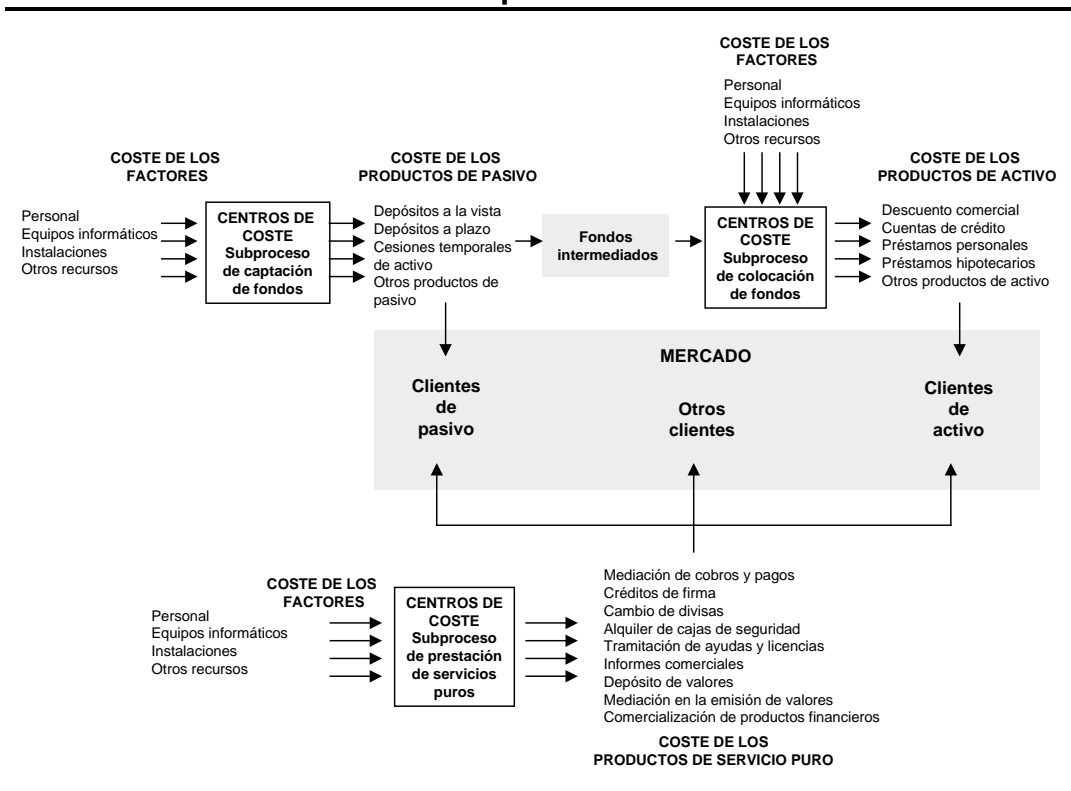 COSTE DE LOS
FACTORES
Personal
Equipos informáticos
Instalaciones
Otros recursos
COSTE DE LOS
FACTORES
Personal
Equipos informáticos
Instalaciones
Otros recursos
CENTROS DE
COSTE
Subproceso
de captación
de fondos
COSTE DE LOS
PRODUCTOS DE PASIVO
Depósitos a la vista
Depósitos a plazo
Cesiones temporales
de activo
Otros productos de
pasivo
Fondos
intermediados
CENTROS DE
COSTE
Subproceso
de colocación
de fondos
COSTE DE LOS
PRODUCTOS DE ACTIVO
Descuento comercial
Cuentas de crédito
Préstamos personales
Préstamos hipotecarios
Otros productos de activo
MERCADO
Clientes
de
pasivo
Otros
clientes
Clientes
de
activo
COSTE DE LOS
FACTORES
Personal
Equipos informáticos
Instalaciones
Otros recursos
CENTROS DE
COSTE
Subproceso
de prestación
de servicios
puros
Mediación de cobros y pagos
Créditos de firma
Cambio de divisas
Alquiler de cajas de seguridad
Tramitación de ayudas y licencias
Informes comerciales
Depósito de valores
Mediación en la emisión de valores
Comercialización de productos financieros
COSTE DE LOS
PRODUCTOS DE SERVICIO PURO